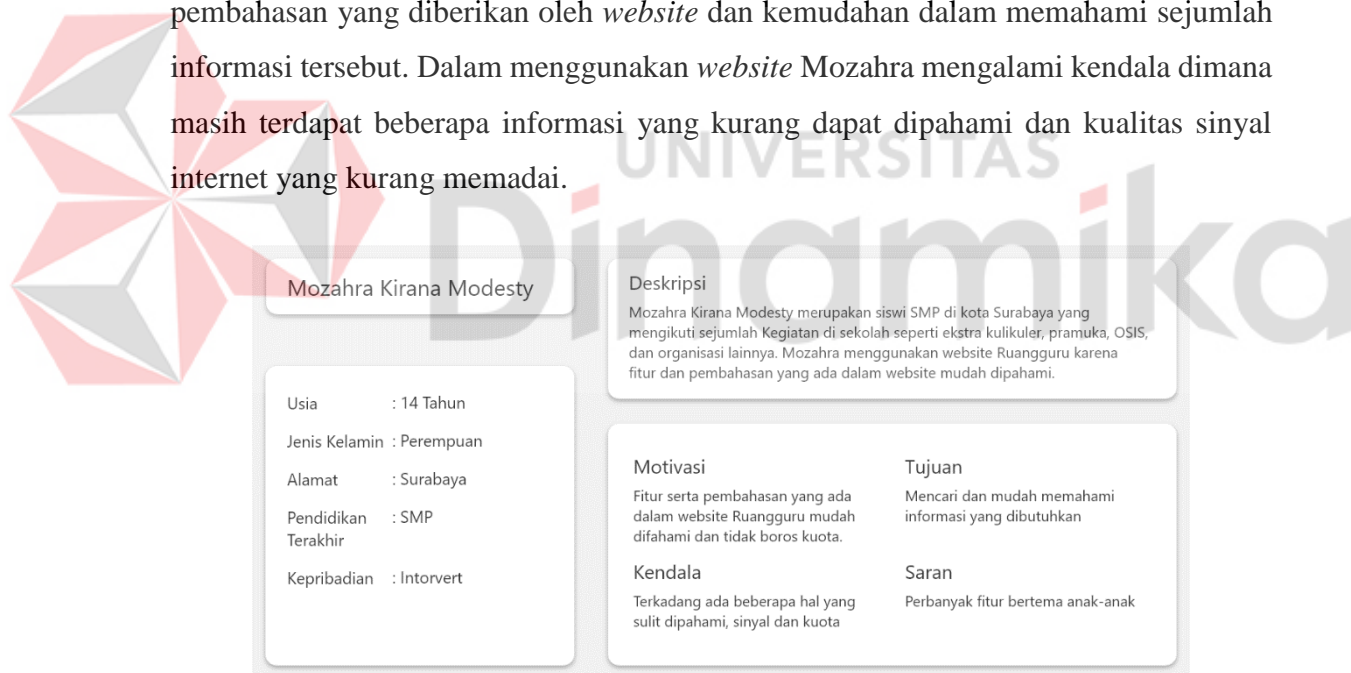 pembahasan yang diberikan oleh website dan kemudahan dalam memahami sejumlah
informasi tersebut. Dalam menggunakan website Mozahra mengalami kendala dimana
masih terdapat beberapa informasi yang kurang dapat dipahami dan kualitas sinyal
internet yang kurang memadai.
UNIVERSITAS
Dinamika
Mozahra Kirana Modesty
Usia : 14 Tahun
Jenis Kelamin : Perempuan
Alamat : Surabaya
Pendidikan : SMP
Terakhir
Kepribadian : Intorvert
Deskripsi
Mozahra Kirana Modesty merupakan siswi SMP di kota Surabaya yang
mengikuti sejumlah Kegiatan di sekolah seperti ekstra kulikuler, pramuka, OSIS,
dan organisasi lainnya. Mozahra menggunakan website Ruangguru karena
fitur dan pembahasan yang ada dalam website mudah dipahami.
Motivasi
Fitur serta pembahasan yang ada
dalam website Ruangguru mudah
difahami dan tidak boros kuota.
Tujuan
Mencari dan mudah memahami
informasi yang dibutuhkan
Kendala
Terkadang ada beberapa hal yang
sulit dipahami, sinyal dan kuota
Saran
Perbanyak fitur bertema anak-anak